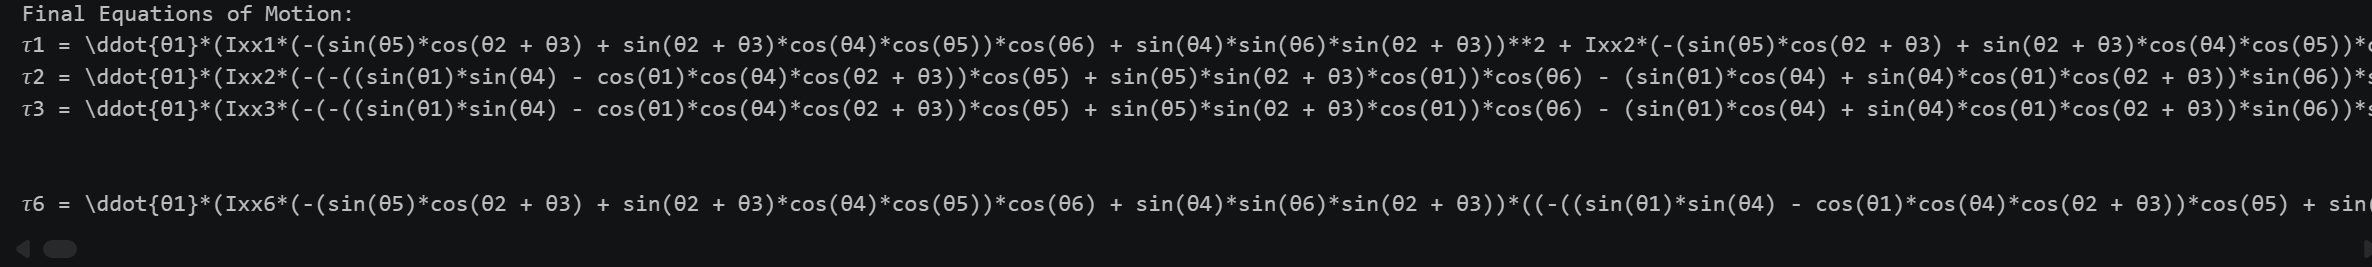 Final Equations of Motion:
τ1 = \ddot{θ1}*(Ixx1*(-(sin(θ5)*cos(θ2 + θ3) + sin(θ2 + θ3)*cos(θ4)*cos(θ5))*cos(θ6) + sin(θ4)*sin(θ6)*sin(θ2 + θ3))**2 + Ixx2*(-(sin(θ5)*cos(θ2 + θ3) + sin(θ2 + θ3)*cos(θ4)*cos(θ5))*c
τ2 = \ddot{θ1}*(Ixx2*(-(-((sin(θ1)*sin(θ4) - cos(θ1)*cos(θ4)*cos(θ2 + θ3))*cos(θ5) + sin(θ5)*sin(θ2 + θ3)*cos(θ1))*cos(θ6) - (sin(θ1)*cos(θ4) + sin(θ4)*cos(θ1)*cos(θ2 + θ3))*sin(θ6))*s
τ3 = \ddot{θ1}*(Ixx3*(-(-((sin(θ1)*sin(θ4) - cos(θ1)*cos(θ4)*cos(θ2 + θ3))*cos(θ5) + sin(θ5)*sin(θ2 + θ3)*cos(θ1))*cos(θ6) - (sin(θ1)*cos(θ4) + sin(θ4)*cos(θ1)*cos(θ2 + θ3))*sin(θ6))*s
τ6 = \ddot{θ1}*(Ixx6*(-(sin(θ5)*cos(θ2 + θ3) + sin(θ2 + θ3)*cos(θ4)*cos(θ5))*cos(θ6) + sin(θ4)*sin(θ6)*sin(θ2 + θ3))*((-((sin(θ1)*sin(θ4) - cos(θ1)*cos(θ4)*cos(θ2 + θ3))*cos(θ5) + sin(